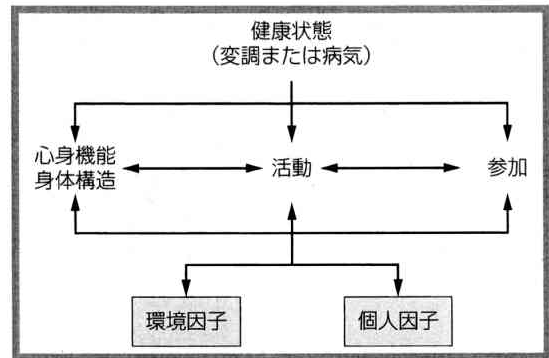 健康状態
(変調または病気)
心身機能
身体構造
活動
参加
環境因子
個人因子